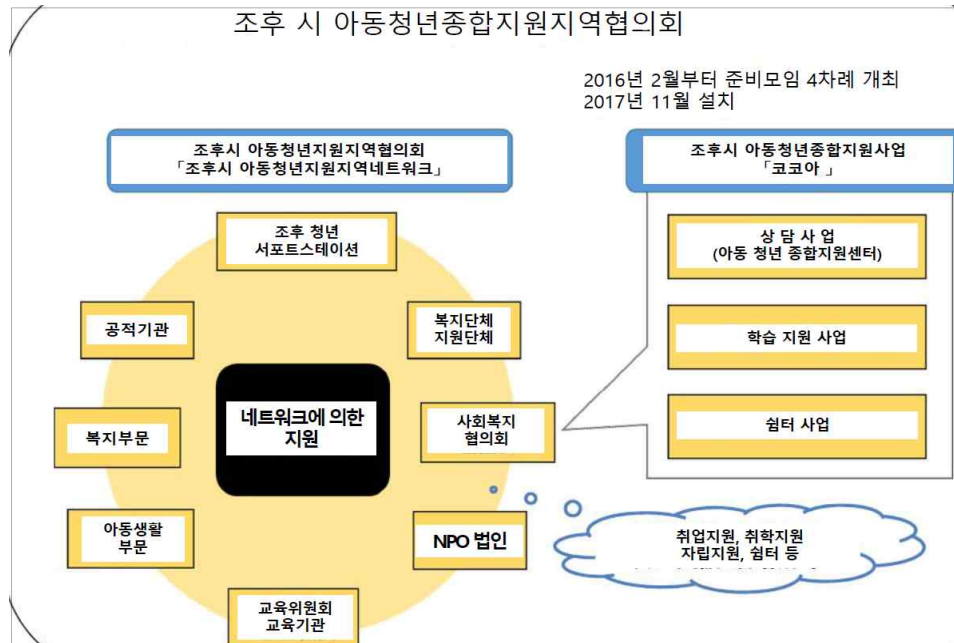 조후 시 아동청년종합지원지역협의회
2016년 2월부터 준비모임 4차례 개최
2017년 11월 설치
조후시 아동청년지원지역협의회
「조후시 아동청년지원지역네트워크」
조후시 아동청년종합지원사업
「코코아 」
조후 청년
서포트스테이션
상 담 사 업
(아동 청년 종합지원센터)
공적기관
복지단체
지원단체
학습 지원 사업
네트워크에 의한
지원
복지부문
사회복지
협의회
쉼터 사업
아동생활
부문
NPO 법인
취업지원, 취학지원
자립지원, 쉼터 등
교육위원회
교육기관